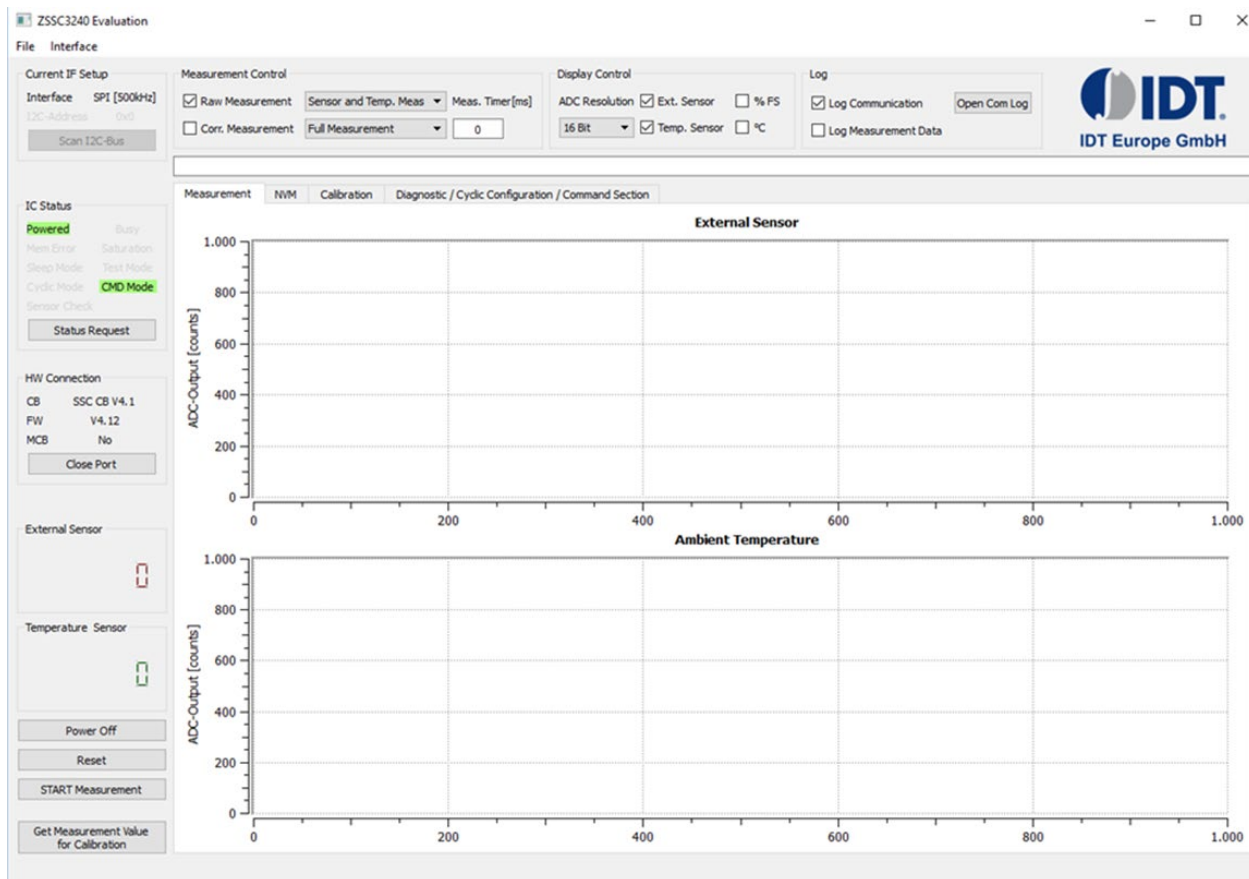 ZSSC3240 Evaluation
File Interface
Current IF Setup
Interface SPI [500kHz]
I2C-Address 0x0
Scan I2C-Bus
Measurement Control
Raw Measurement Sensor and Temp. Meas Meas. Timer[ms]
Corr. Measurement Full Measurement 0
Display Control
ADC Resolution Ext. Sensor % FS
16 Bit Temp. Sensor °C
Log
Log Communication Open Com Log
Log Measurement Data
IDT.
IDT Europe GmbH
IC Status
Powered Busy
Mem Error Saturation
Sleep Mode Test Mode
Cyclic Mode CMD Mode
Sensor Check
Status Request
HW Connection
CB SSC CB V4.1
FW V4.12
MCB No
Close Port
External Sensor
0
Temperature Sensor
0
Power Off
Reset
START Measurement
Get Measurement Value
for Calibration
Measurement NVM Calibration Diagnostic / Cyclic Configuration / Command Section
External Sensor
ADC-Output [counts]
1.000
800
600
400
200
0
0 200 400 600 800 1.000
Ambient Temperature
ADC-Output [counts]
1.000
800
600
400
200
0
0 200 400 600 800 1.000